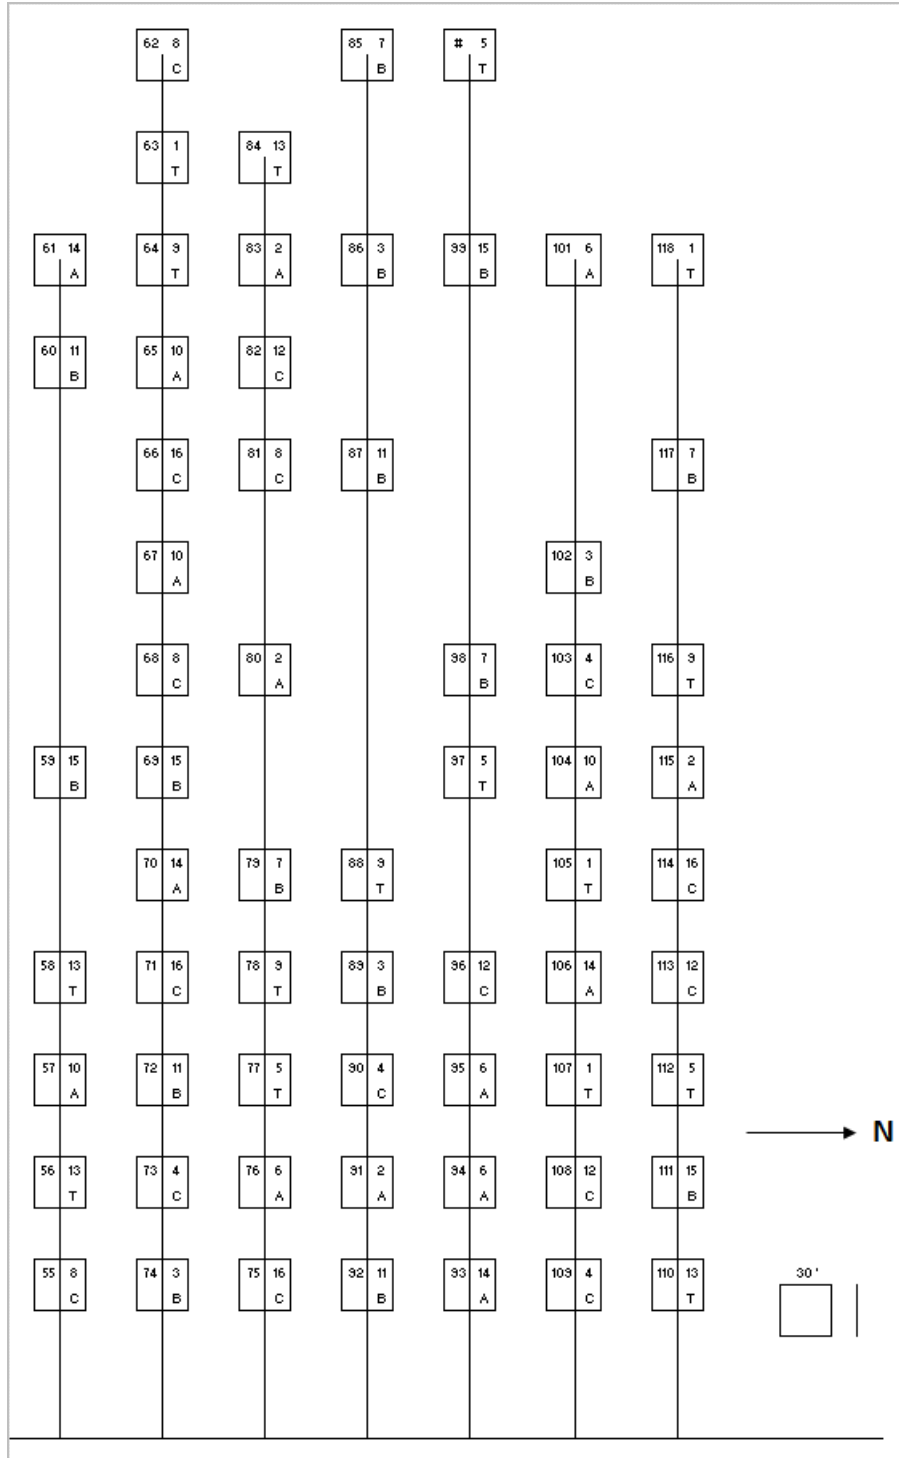 62 8 C
85 7 B
# 5 T
63 1 T
84 13 T
61 14 A
64 9 T
83 2 A
86 3 B
99 15 B
101 6 A
118 1 T
60 11 B
65 10 A
82 12 C
66 16 C
81 8 C
87 11 B
117 7 B
67 10 A
102 3 B
68 8 C
80 2 A
98 7 B
103 4 C
116 9 T
59 15 B
69 15 B
97 5 T
104 10 A
115 2 A
70 14 A
79 7 B
88 9 T
105 1 T
114 16 C
58 13 T
71 16 C
78 9 T
89 3 B
96 12 C
106 14 A
113 12 C
57 10 A
72 11 B
77 5 T
90 4 C
95 6 A
107 1 T
112 5 T
N
56 13 T
73 4 C
76 6 A
91 2 A
94 6 A
108 12 C
111 15 B
55 8 C
74 3 B
75 16 C
92 11 B
93 14 A
109 4 C
110 13 T
30'